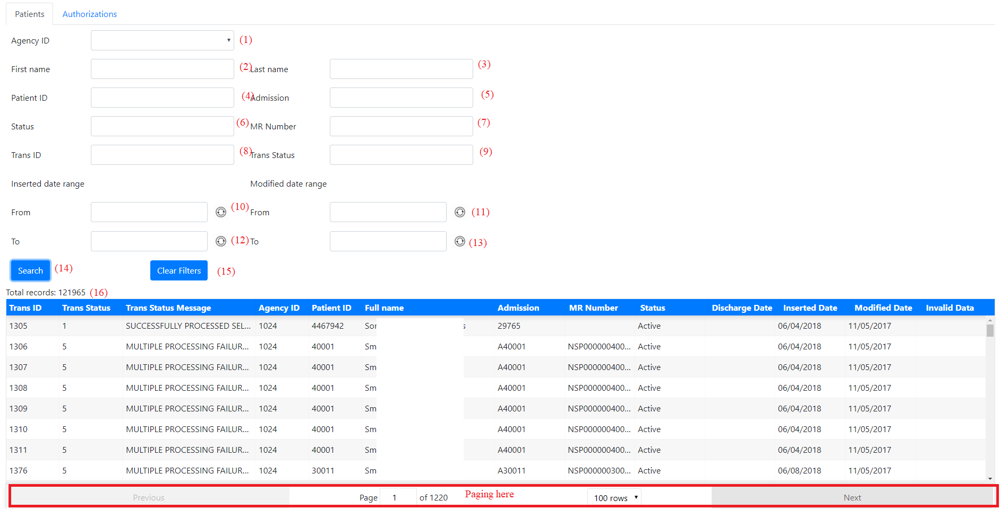 Patients Authorizations
Agency ID (1)
First name (2) Last name (3)
Patient ID (4) Admission (5)
Status (6) MR Number (7)
Trans ID (8) Trans Status (9)
Inserted date range Modified date range
From (10) From (11)
To (12) To (13)
Search (14) Clear Filters (15)
Total records: 121965 (16)
Trans ID Trans Status Trans Status Message Agency ID Patient ID Full name Admission MR Number Status Discharge Date Inserted Date Modified Date Invalid Data
1305 1 SUCCESSFULLY PROCESSED SEL... 1024 4467942 Sor s 29765 Active 06/04/2018 11/05/2017
1306 5 MULTIPLE PROCESSING FAILUR... 1024 40001 Sm A40001 NSP000000400... Active 06/04/2018 11/05/2017
1307 5 MULTIPLE PROCESSING FAILUR... 1024 40001 Sm A40001 NSP000000400... Active 06/04/2018 11/05/2017
1308 5 MULTIPLE PROCESSING FAILUR... 1024 40001 Sm A40001 NSP000000400... Active 06/04/2018 11/05/2017
1309 5 MULTIPLE PROCESSING FAILUR... 1024 40001 Sm A40001 NSP000000400... Active 06/04/2018 11/05/2017
1310 5 MULTIPLE PROCESSING FAILUR... 1024 40001 Sm A40001 NSP000000400... Active 06/04/2018 11/05/2017
1311 5 MULTIPLE PROCESSING FAILUR... 1024 40001 Sm A40001 NSP000000400... Active 06/04/2018 11/05/2017
1376 5 MULTIPLE PROCESSING FAILUR... 1024 30011 Sm A30011 NSP000000300... Active 06/08/2018 11/05/2017
Previous Page 1 of 1220 Paging here 100 rows Next